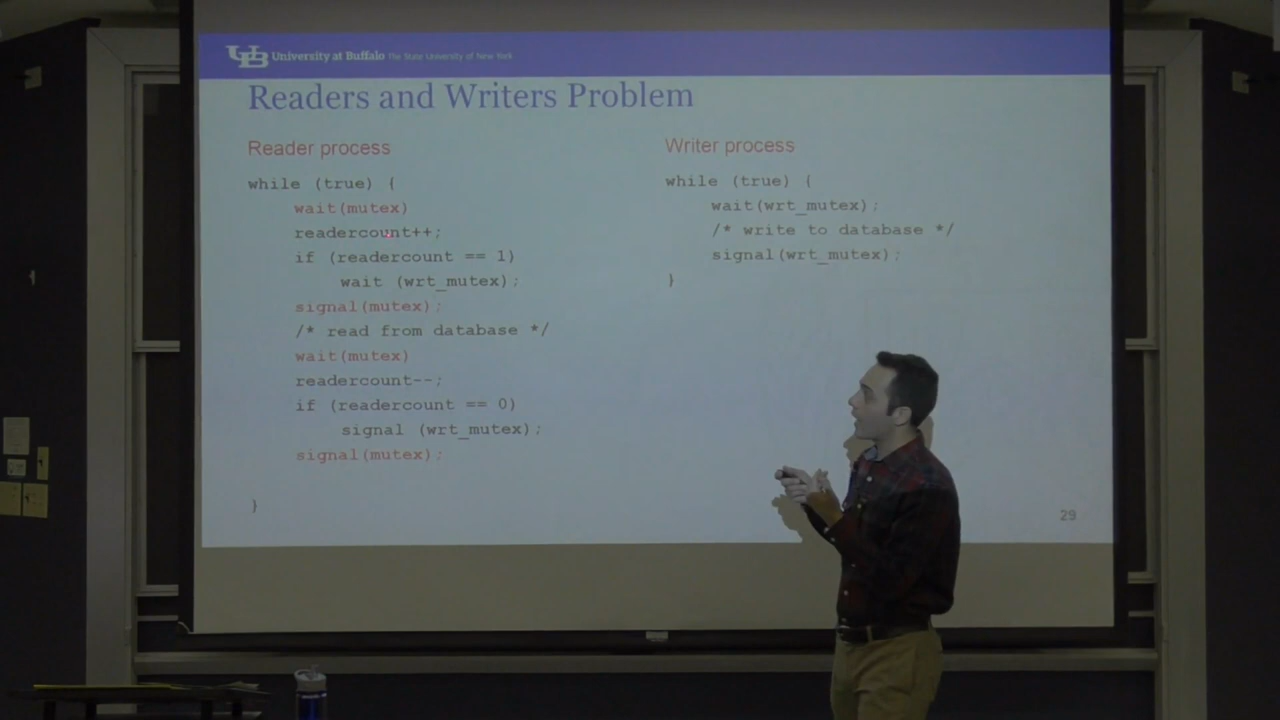 UB University at Buffalo The State University of New York
Readers and Writers Problem
Reader process
while (true) {
wait(mutex)
readercount++;
if (readercount == 1)
wait (wrt_mutex);
signal(mutex);
/* read from database */
wait(mutex)
readercount--;
if (readercount == 0)
signal (wrt_mutex);
signal(mutex);
}
Writer process
while (true) {
wait(wrt_mutex);
/* write to database */
signal(wrt_mutex);
}
29